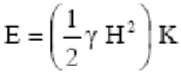 E = (1/2 γ H²) K